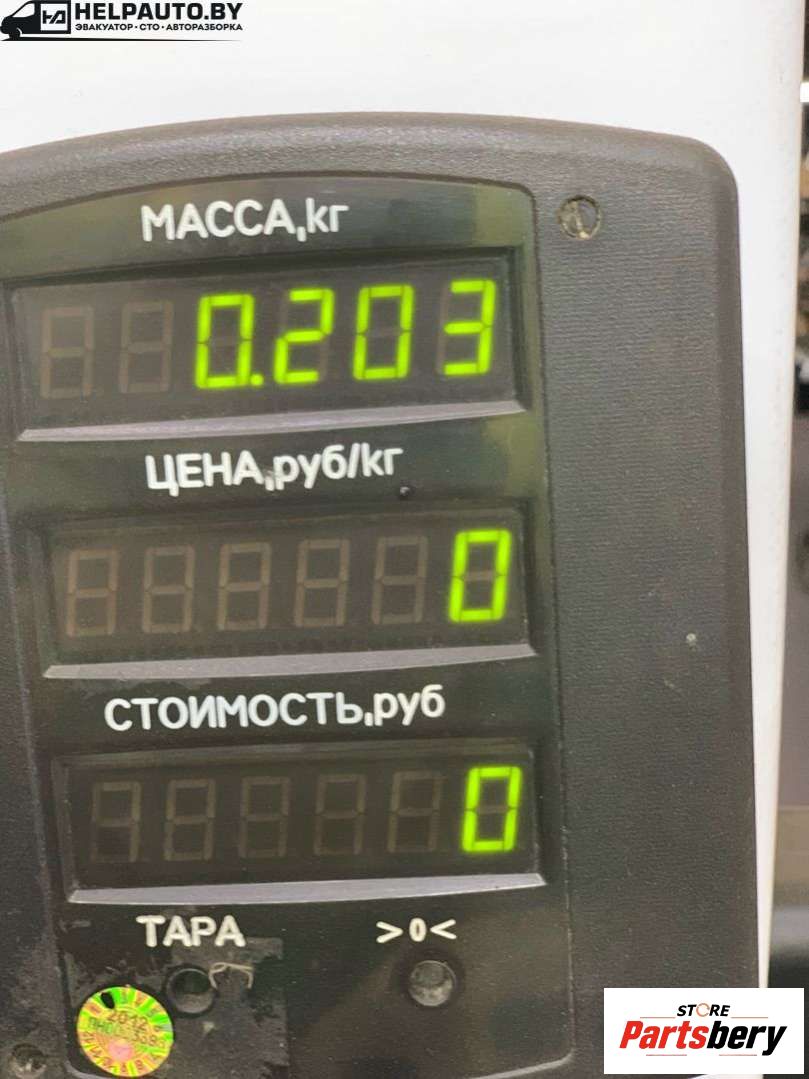 HELPAUTO.BY
ЭВАКУАТОР · СТО · АВТОРАЗБОРКА
МАССА,кг
0.203
ЦЕНА,руб/кг
0
СТОИМОСТЬ,руб
0
ТАРА >0<
STORE
Partsbery